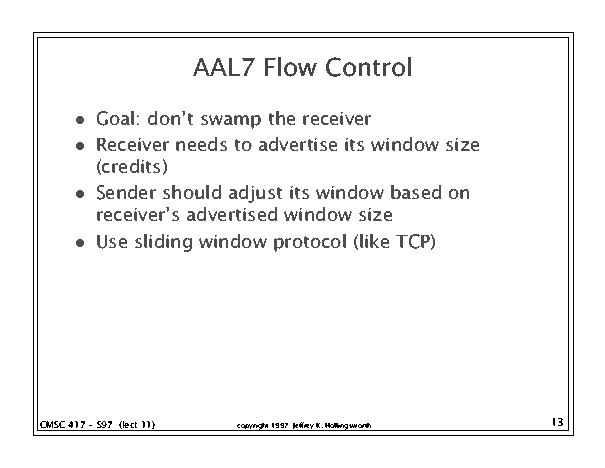 AAL7 Flow Control
● Goal: don't swamp the receiver
● Receiver needs to advertise its window size
(credits)
● Sender should adjust its window based on
receiver's advertised window size
● Use sliding window protocol (like TCP)
CMSC 417 - S97 (lect 11)
copyright 1997 Jeffrey K. Hollingsworth
13